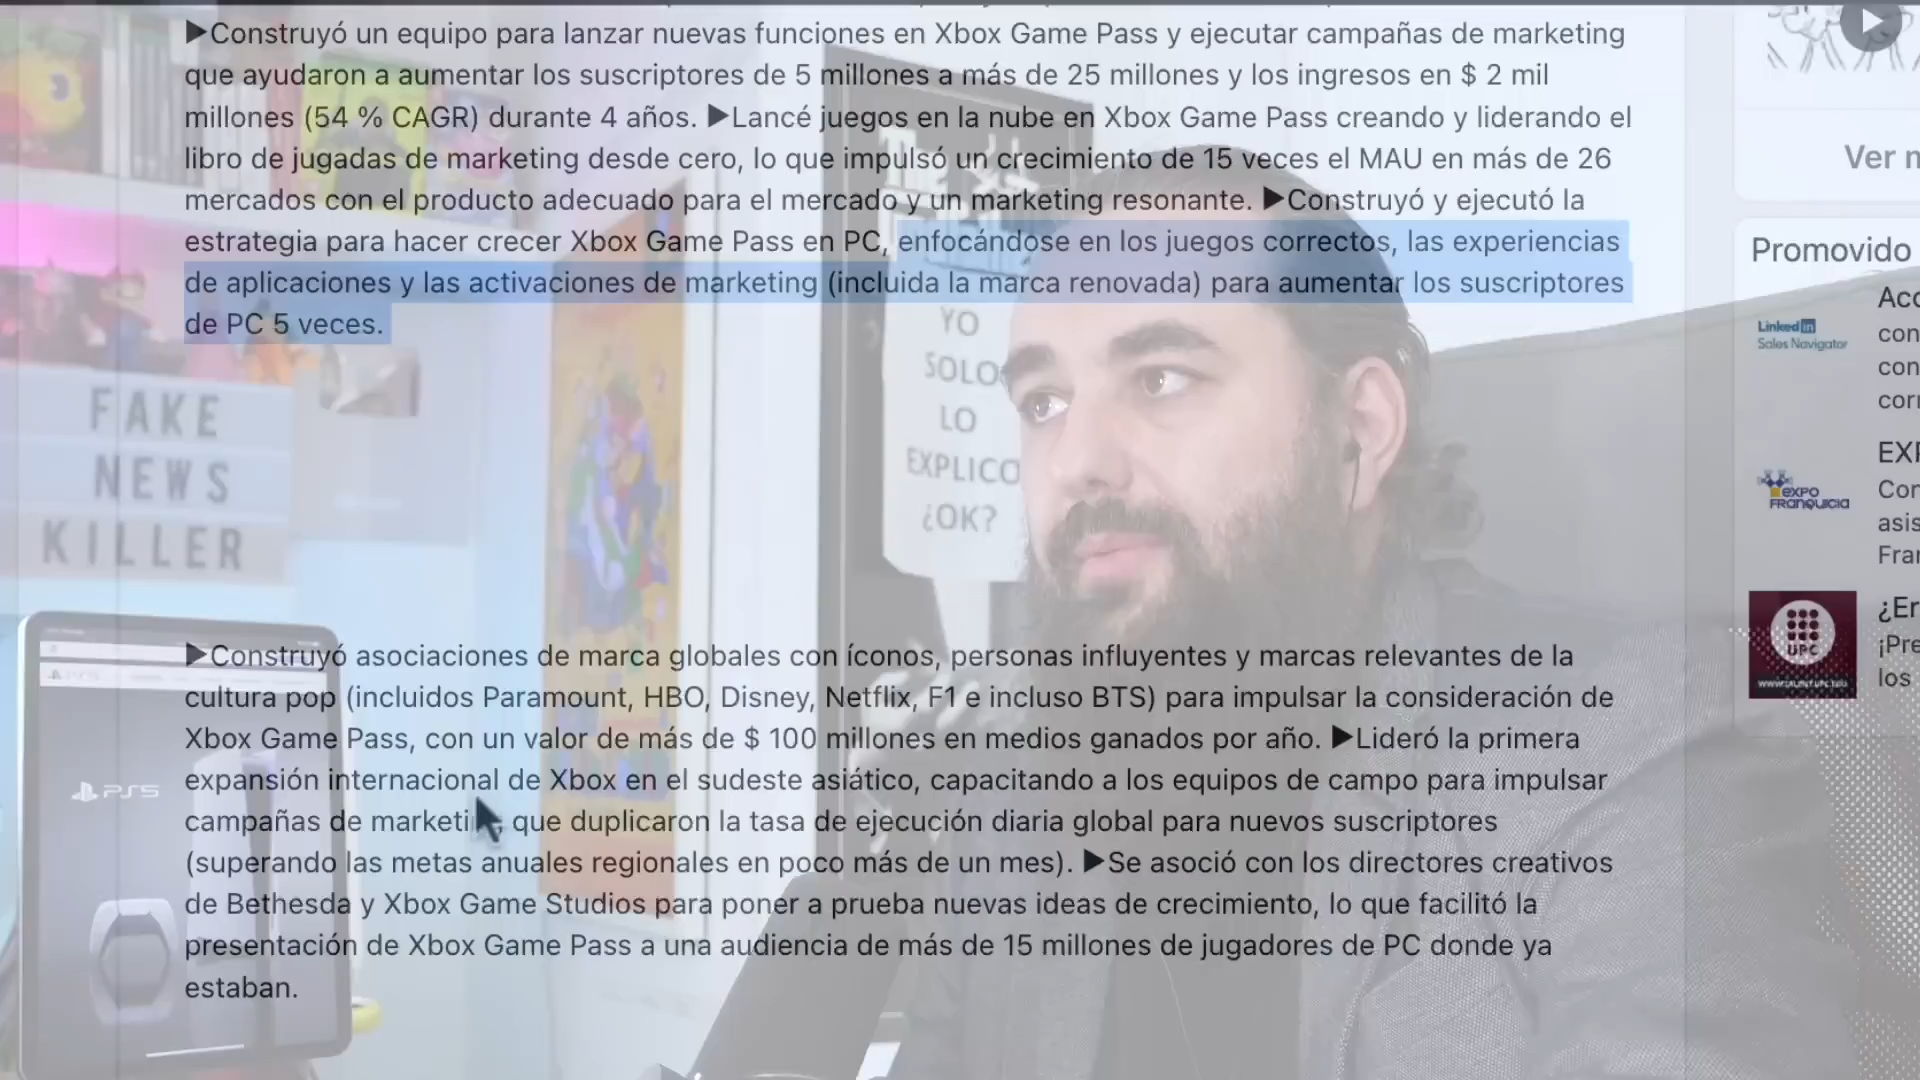 ▶Construyó un equipo para lanzar nuevas funciones en Xbox Game Pass y ejecutar campañas de marketing
que ayudaron a aumentar los suscriptores de 5 millones a más de 25 millones y los ingresos en $ 2 mil
millones (54 % CAGR) durante 4 años. ▶Lancé juegos en la nube en Xbox Game Pass creando y liderando el
libro de jugadas de marketing desde cero, lo que impulsó un crecimiento de 15 veces el MAU en más de 26
mercados con el producto adecuado para el mercado y un marketing resonante. ▶Construyó y ejecutó la
estrategia para hacer crecer Xbox Game Pass en PC, enfocándose en los juegos correctos, las experiencias
de aplicaciones y las activaciones de marketing (incluida la marca renovada) para aumentar los suscriptores
de PC 5 veces.
▶Construyó asociaciones de marca globales con íconos, personas influyentes y marcas relevantes de la
cultura pop (incluidos Paramount, HBO, Disney, Netflix, F1 e incluso BTS) para impulsar la consideración de
Xbox Game Pass, con un valor de más de $ 100 millones en medios ganados por año. ▶Lideró la primera
expansión internacional de Xbox en el sudeste asiático, capacitando a los equipos de campo para impulsar
campañas de marketing que duplicaron la tasa de ejecución diaria global para nuevos suscriptores
(superando las metas anuales regionales en poco más de un mes). ▶Se asoció con los directores creativos
de Bethesda y Xbox Game Studios para poner a prueba nuevas ideas de crecimiento, lo que facilitó la
presentación de Xbox Game Pass a una audiencia de más de 15 millones de jugadores de PC donde ya
estaban.
FAKE
NEWS
KILLER
YO
SOLO
LO
EXPLICO
¿OK?
PS5
Ver
Promovido
Linked in
Sales Navigator
EXPO
FRANQUICIA
UPC